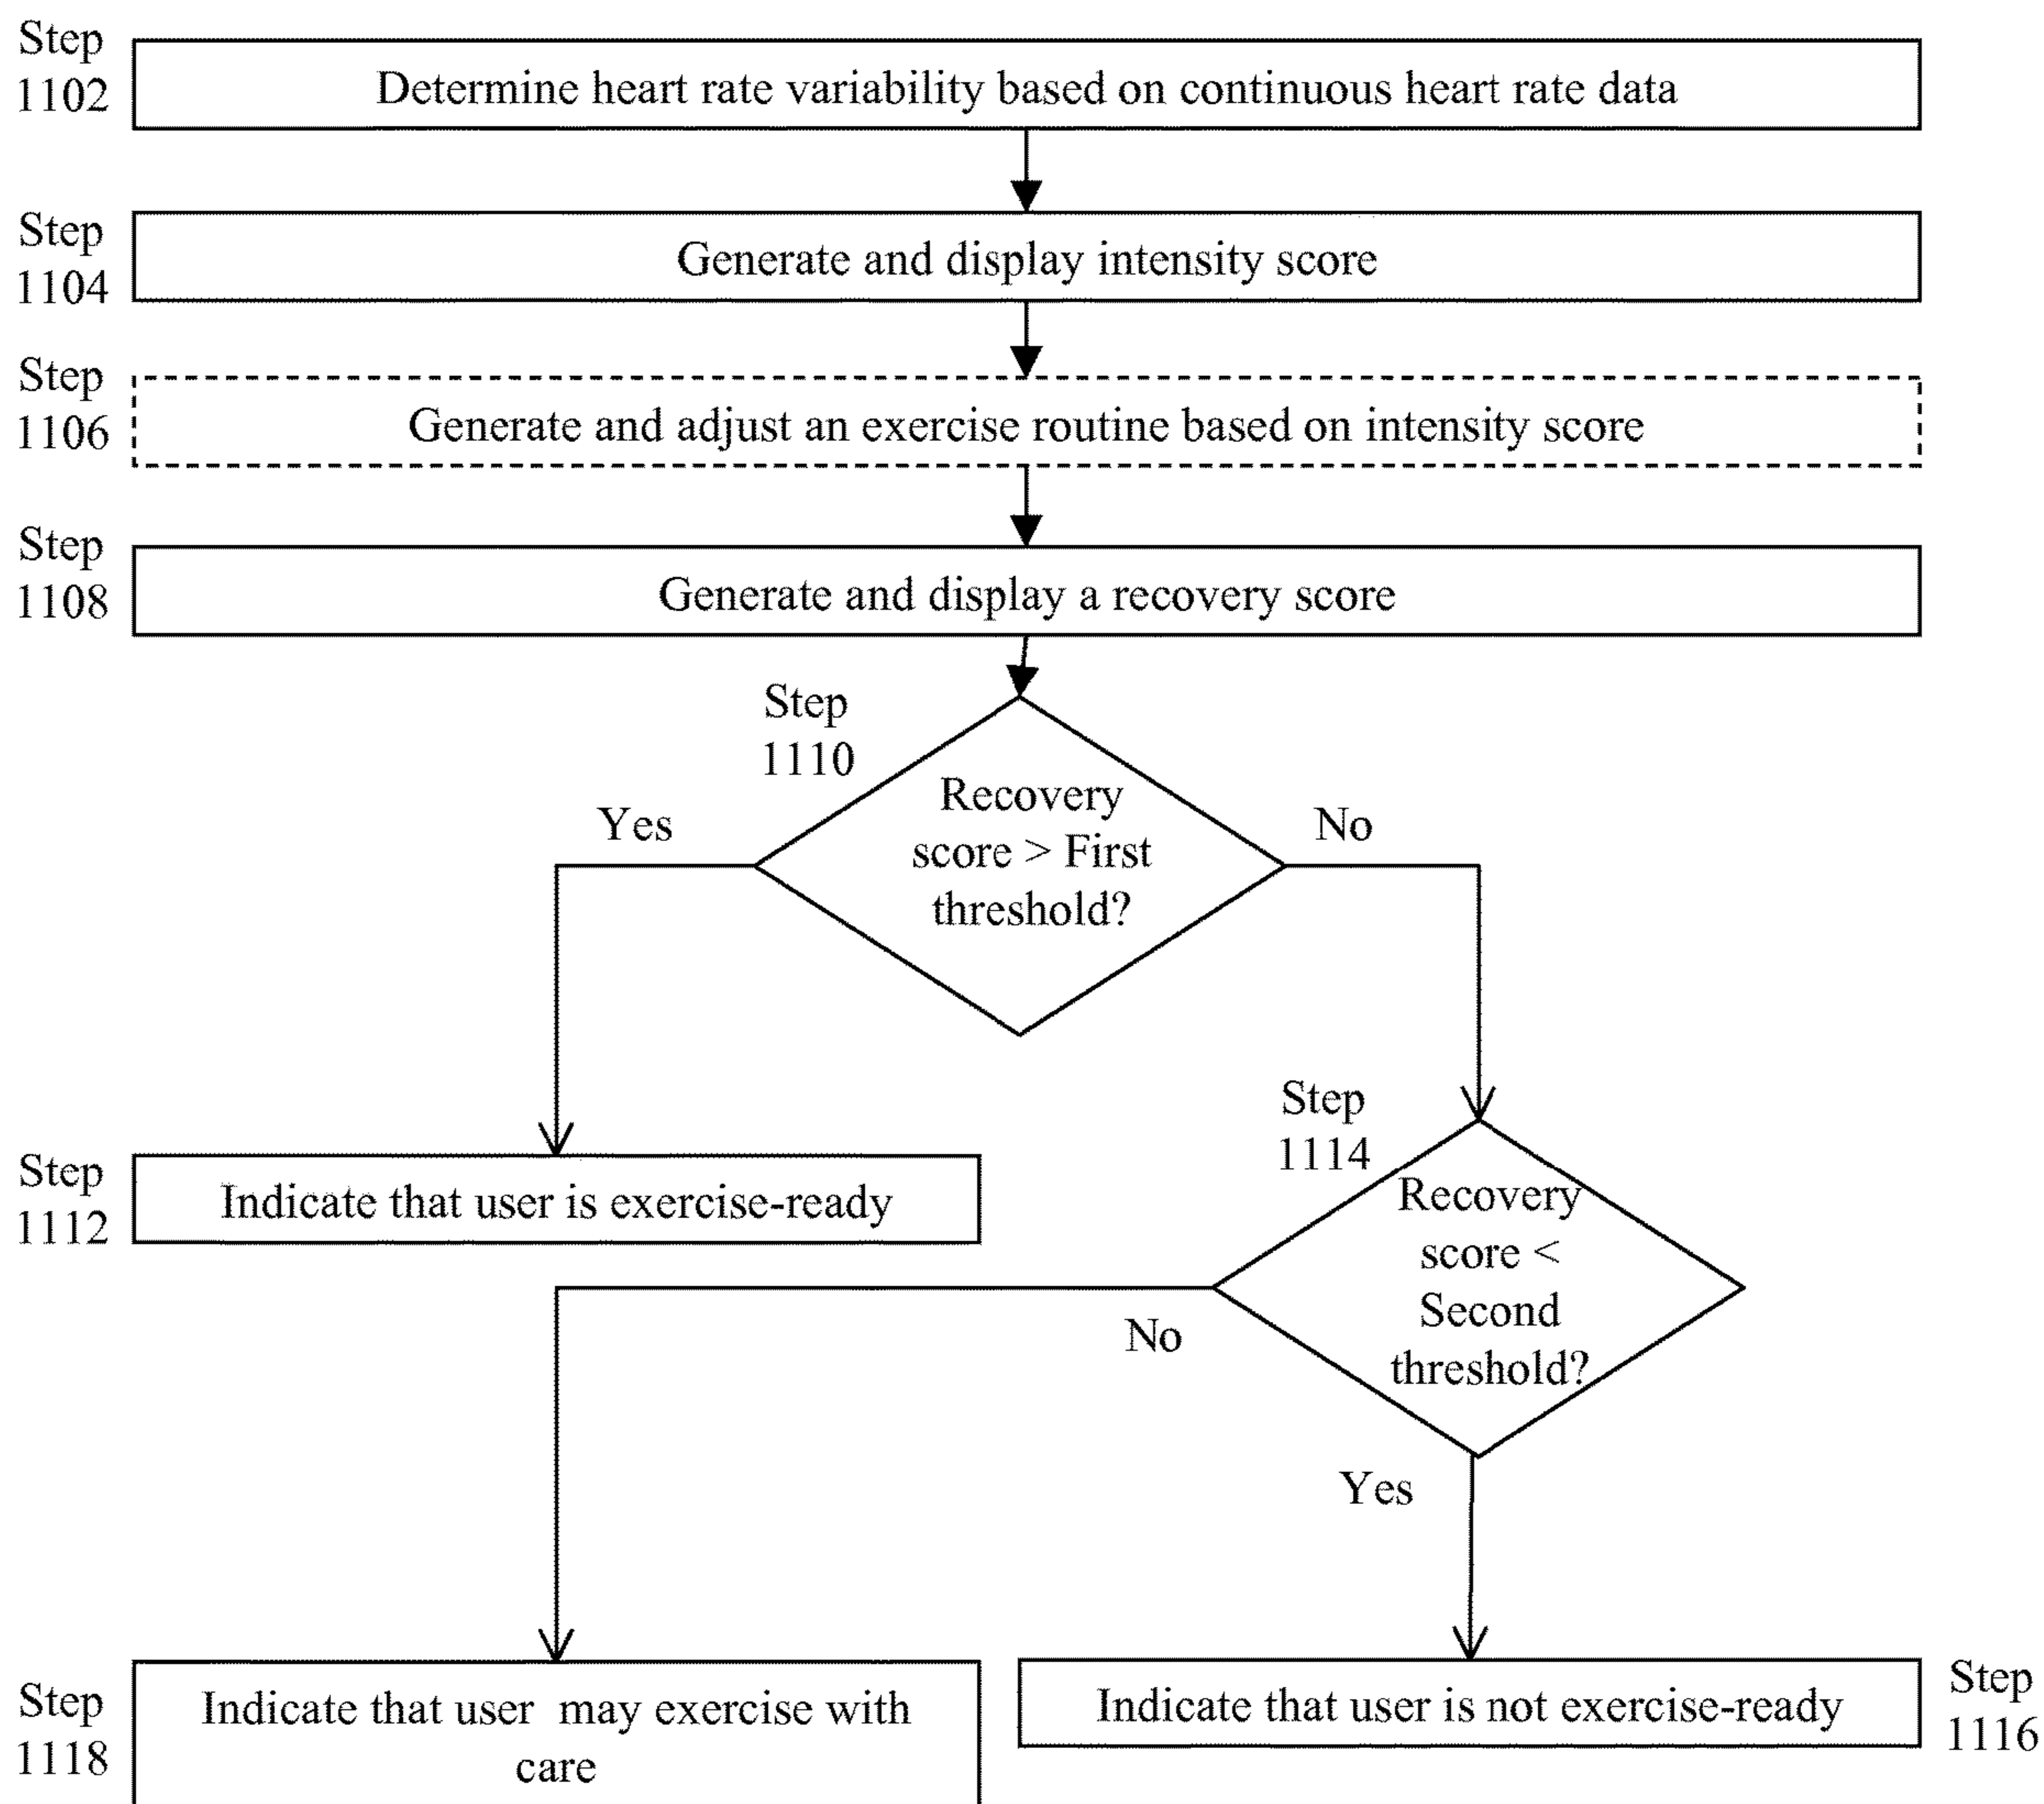 Step
1102
Determine heart rate variability based on continuous heart rate data
Step
1104
Generate and display intensity score
Step
1106
Generate and adjust an exercise routine based on intensity score
Step
1108
Generate and display a recovery score
Step
1110
Recovery
score > First
threshold?
Yes
No
Step
1112
Indicate that user is exercise-ready
Step
1114
Recovery
score <
Second
threshold?
No
Yes
Step
1118
Indicate that user may exercise with
care
Indicate that user is not exercise-ready
Step
1116